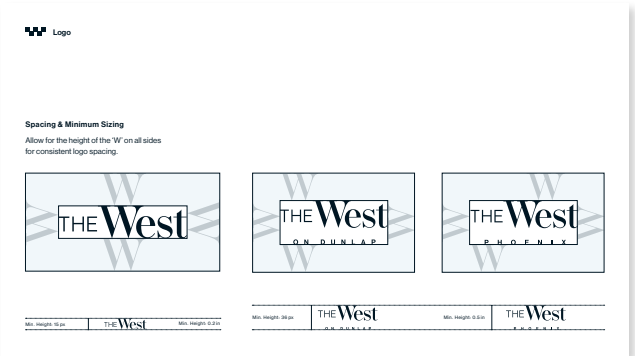 Logo
Spacing & Minimum Sizing
Allow for the height of the 'W' on all sides
for consistent logo spacing.
THE West
THE West
ON DUNLAP
THE West
PHOENIX
Min. Height: 15 px
THE West
Min. Height: 0.2 in
Min. Height: 36 px
THE West
ON DUNLAP
Min. Height: 0.5 in
THE West
PHOENIX